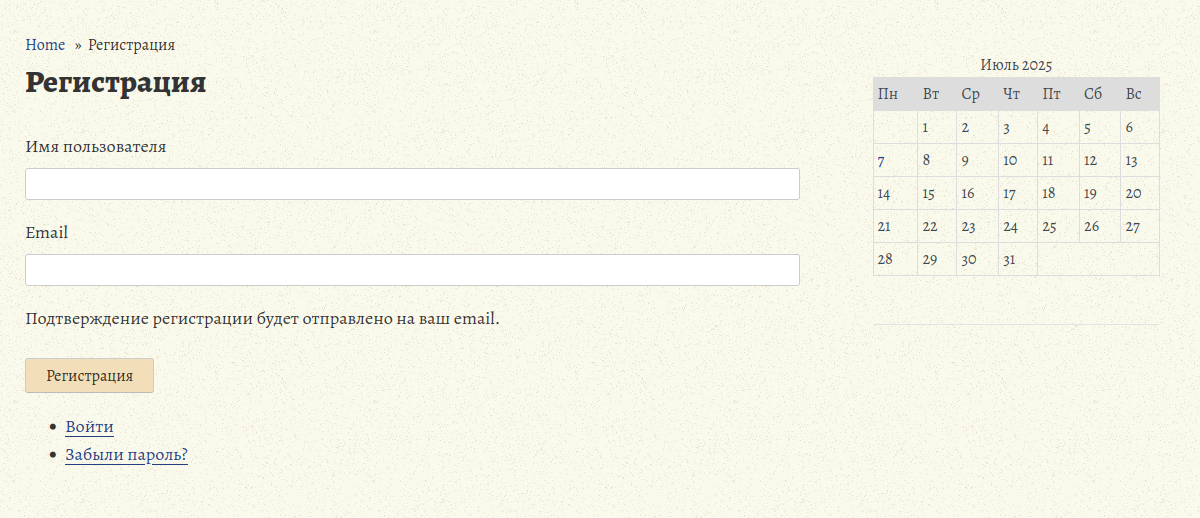 Home » Регистрация
Регистрация
Имя пользователя
Email
Подтверждение регистрации будет отправлено на ваш email.
Регистрация
Войти
Забыли пароль?
Июль 2025
Пн Вт Ср Чт Пт Сб Вс
1 2 3 4 5 6
7 8 9 10 11 12 13
14 15 16 17 18 19 20
21 22 23 24 25 26 27
28 29 30 31